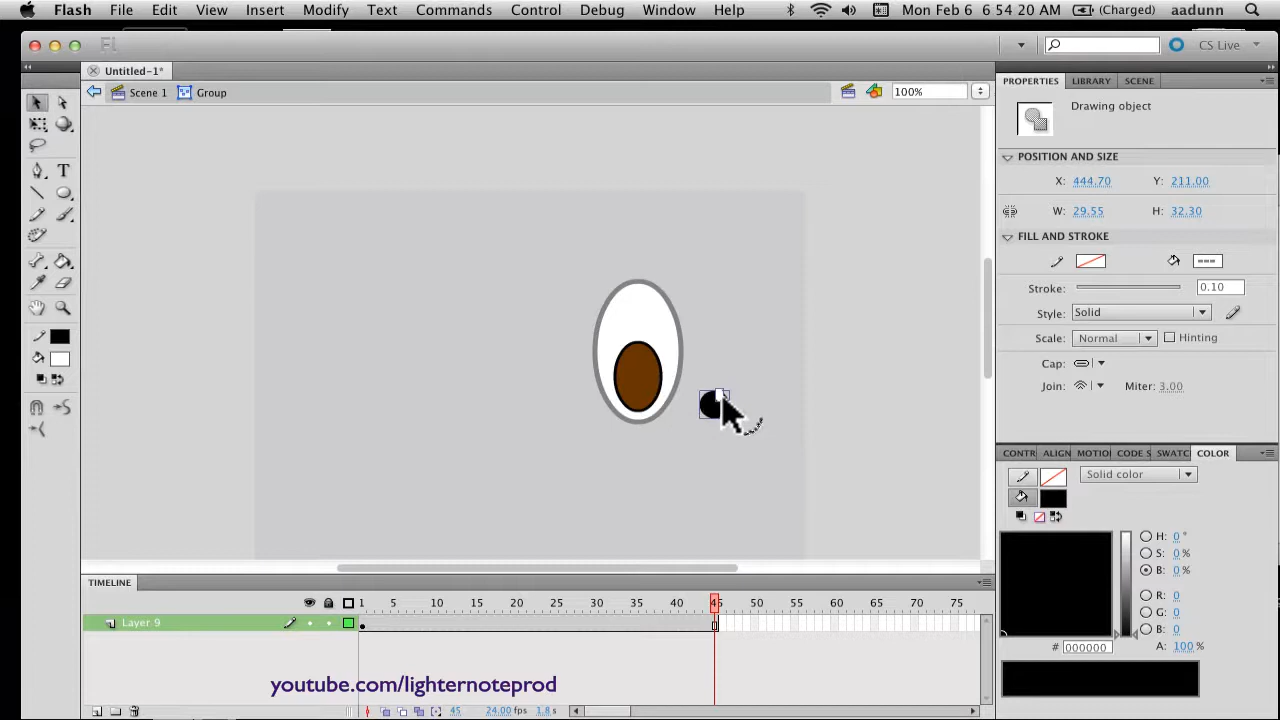 Flash File Edit View Insert Modify Text Commands Control Debug Window Help Mon Feb 6 6 54 20 AM (Charged) aadunn
FL CS Live
Untitled-1*
Scene 1 Group 100%
PROPERTIES LIBRARY SCENE
Drawing object
POSITION AND SIZE
X: 444.70 Y: 211.00
W: 29.55 H: 32.30
FILL AND STROKE
Stroke: 0.10
Style: Solid
Scale: Normal Hinting
Cap:
Join: Miter: 3.00
CONTR ALIGN MOTIO CODE S SWATC COLOR
Solid color
H: 0 °
S: 0 %
B: 0 %
R: 0
G: 0
B: 0
# 000000 A: 100 %
TIMELINE
1 5 10 15 20 25 30 35 40 45 50 55 60 65 70 75
Layer 9
youtube.com/lighternoteprod
45 24.00 fps 1.8 s